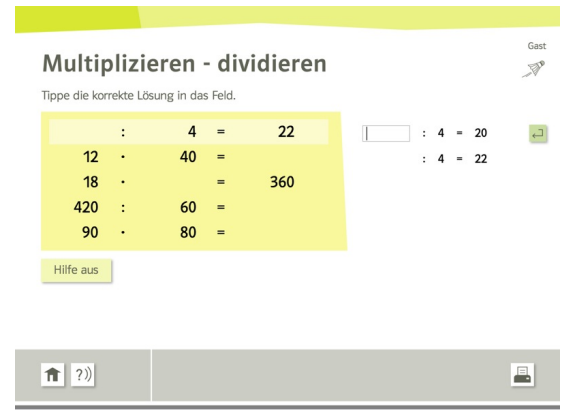 Gast
Multiplizieren - dividieren
Tippe die korrekte Lösung in das Feld.
: 4 = 22
12 · 40 =
18 · = 360
420 : 60 =
90 · 80 =
: 4 = 20
: 4 = 22
Hilfe aus
?))